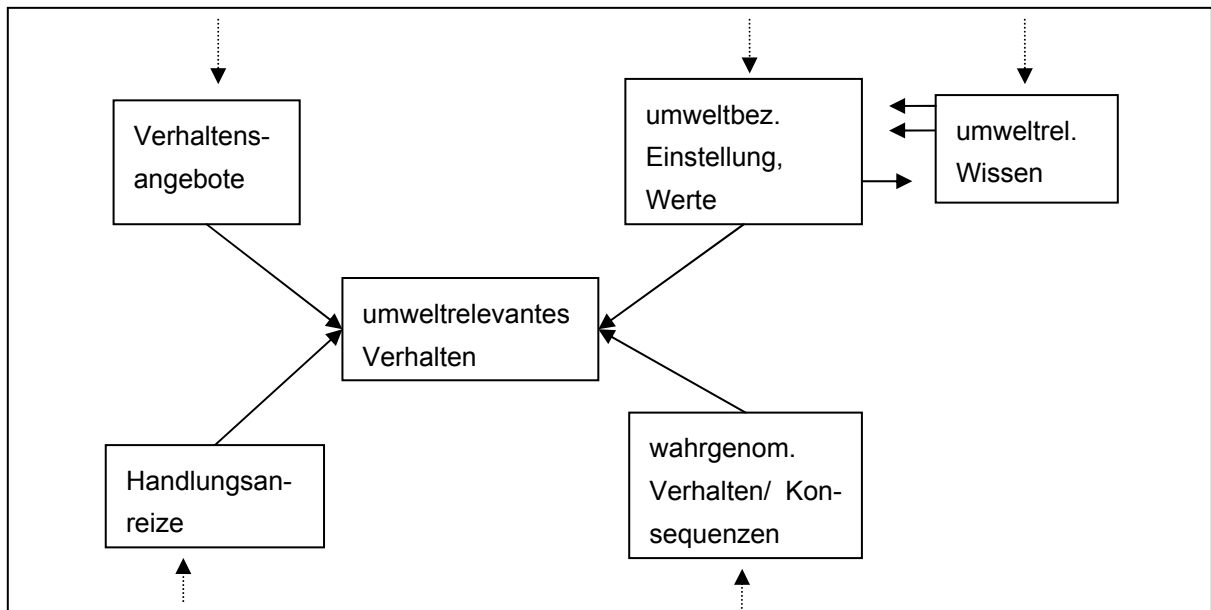 Verhaltens-
angebote
umweltbez.
Einstellung,
Werte
umweltrel.
Wissen
umweltrelevantes
Verhalten
Handlungsan-
reize
wahrgenom.
Verhalten/ Kon-
sequenzen